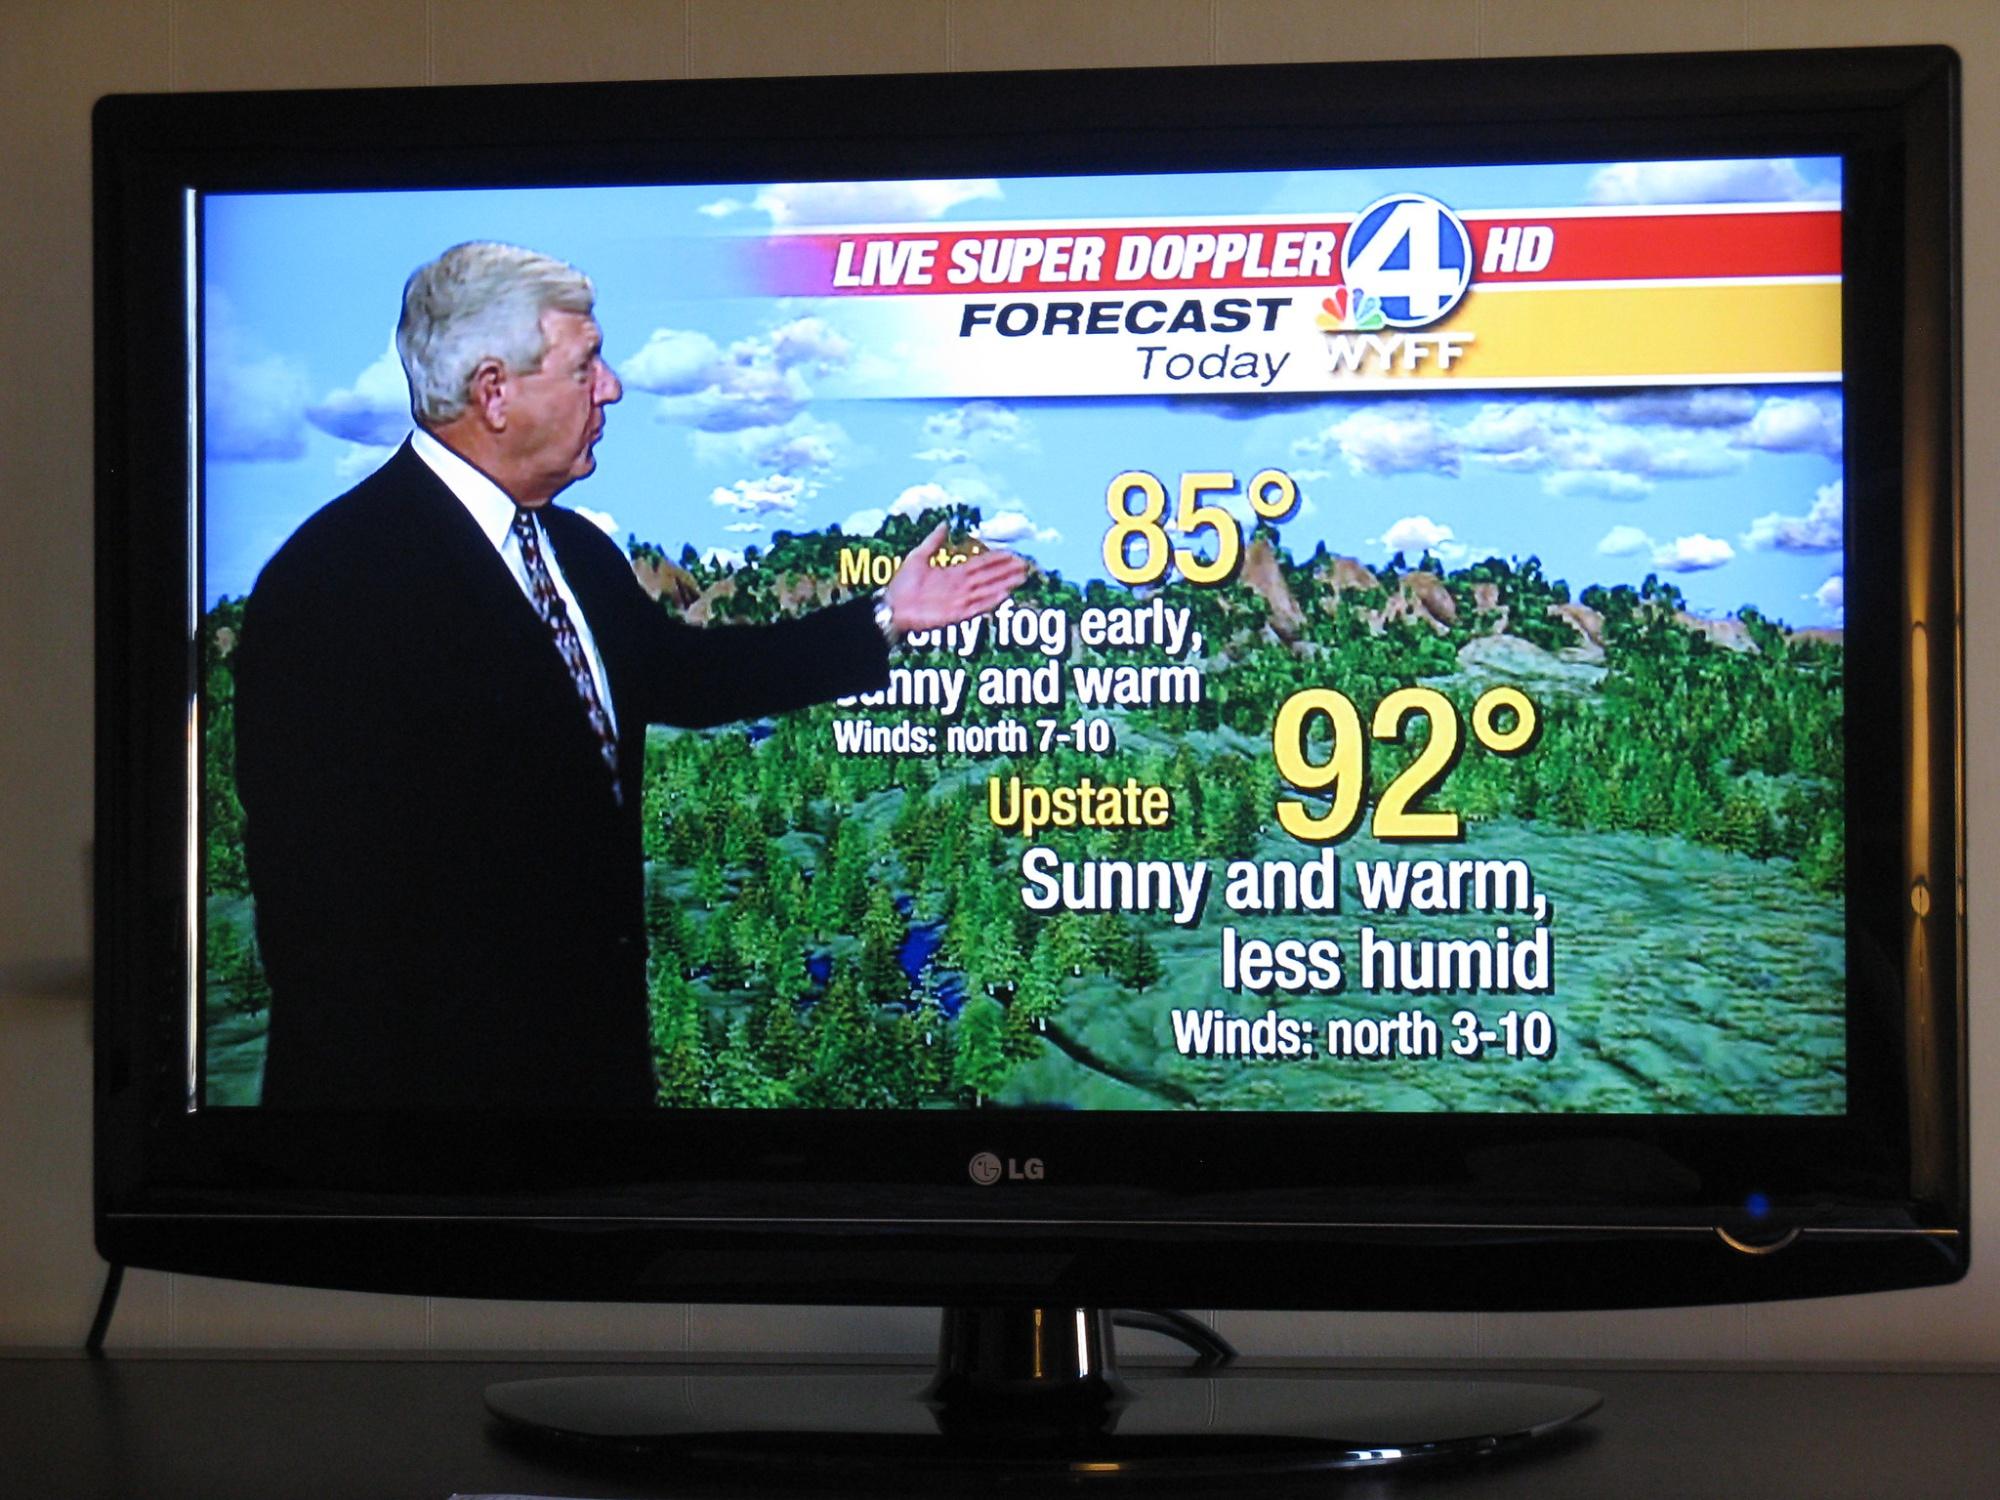 LIVE SUPER DOPPLER 4 HD
FORECAST
Today
WYFF
85°
fog early,
and warm
Winds: north 7-10
92°
Upstate
Sunny and warm,
less humid
Winds: north 3-10
LG